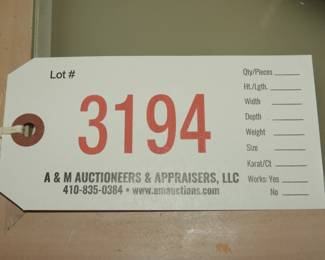 Lot #
3194
A & M AUCTIONEERS & APPRAISERS, LLC
410-835-0384 • www.amauctions.com
Qty/Pieces
Ht./Lgth.
Width
Depth
Weight
Size
Karat/Ct
Works: Yes
No